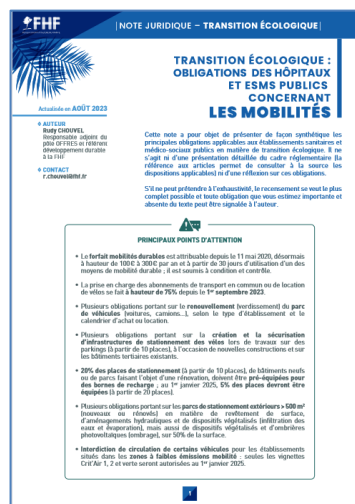 FHF
|NOTE JURIDIQUE – TRANSITION ÉCOLOGIQUE|
TRANSITION ÉCOLOGIQUE :
OBLIGATIONS DES HÔPITAUX
ET ESMS PUBLICS
CONCERNANT
LES MOBILITÉS
Actualisée en AOÛT 2023
AUTEUR
Rudy CHOUVEL
Responsable adjoint du
pôle OFFRES et référent
développement durable
à la FHF
CONTACT
r.chouvel@fhf.fr
Cette note a pour objet de présenter de façon synthétique les
principales obligations applicables aux établissements sanitaires et
médico-sociaux publics en matière de transition écologique. Il ne
s'agit ni d'une présentation détaillée du cadre réglementaire (la
référence aux articles permet de consulter à la source les
dispositions applicables) ni d'une réflexion sur ces obligations.
S'il ne peut prétendre à l'exhaustivité, le recensement se veut le plus
complet possible et toute obligation que vous estimez importante et
absente du texte peut être signalée à l'auteur.
PRINCIPAUX POINTS D'ATTENTION
• Le forfait mobilités durables est attribuable depuis le 11 mai 2020, désormais
à hauteur de 100 € à 300 € par an et à partir de 30 jours d'utilisation d'un des
moyens de mobilité durable ; il est soumis à condition et contrôle.
• La prise en charge des abonnements de transport en commun ou de location
de vélos se fait à hauteur de 75% depuis le 1er septembre 2023.
• Plusieurs obligations portant sur le renouvellement (verdissement) du parc
de véhicules (voitures, camions...), selon le type d'établissement et le
calendrier d'achat ou location.
• Plusieurs obligations portant sur la création et la sécurisation
d'infrastructures de stationnement des vélos lors de travaux sur des
parkings (à partir de 10 places), à l'occasion de nouvelles constructions et sur
les bâtiments tertiaires existants.
• 20% des places de stationnement (à partir de 10 places), de bâtiments neufs
ou de parcs faisant l'objet d'une rénovation, doivent être pré-équipées pour
des bornes de recharge ; au 1er janvier 2025, 5% des places devront être
équipées (à partir de 20 places).
• Plusieurs obligations portant sur les parcs de stationnement extérieurs > 500 m²
(nouveaux ou rénovés) en matière de revêtement de surface,
d'aménagements hydrauliques et de dispositifs végétalisés (infiltration des
eaux et évaporation), mais aussi de dispositifs végétalisés et d'ombrières
photovoltaïques (ombrage), sur 50% de la surface.
• Interdiction de circulation de certains véhicules pour les établissements
situés dans les zones à faibles émissions mobilité : seules les vignettes
Crit'Air 1, 2 et verte seront autorisées au 1er janvier 2025.
1